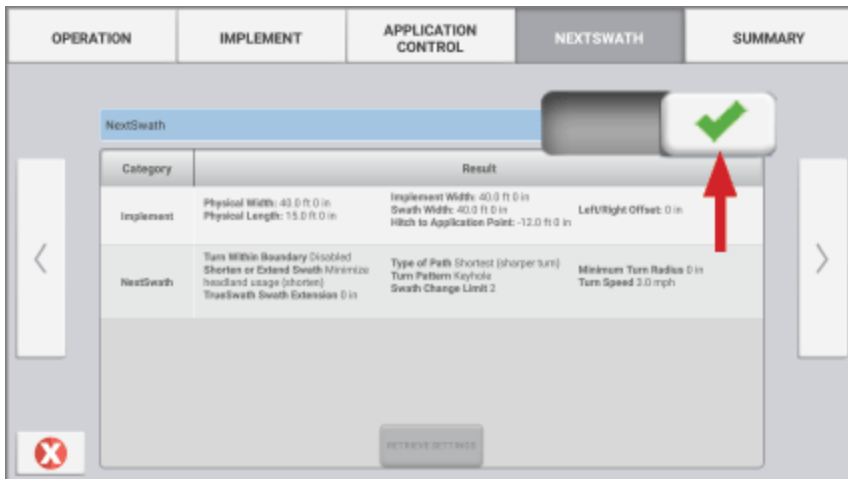 OPERATION
IMPLEMENT
APPLICATION
CONTROL
NEXTSWATH
SUMMARY
NextSwath
Category
Result
Implement
Physical Width: 40.0 ft 0 in
Physical Length: 15.0 ft 0 in
Implement Width: 40.0 ft 0 in
Swath Width: 40.0 ft 0 in
Hitch to Application Point: -12.0 ft 0 in
Left/Right Offset: 0 in
NextSwath
Turn Within Boundary Disabled
Shorten or Extend Swath Minimize
headland usage (shorten)
TrueSwath Swath Extension 0 in
Type of Path Shortest (sharper turn)
Turn Pattern Keyhole
Swath Change Limit 2
Minimum Turn Radius 0 in
Turn Speed 3.0 mph
RETRIEVE SETTINGS